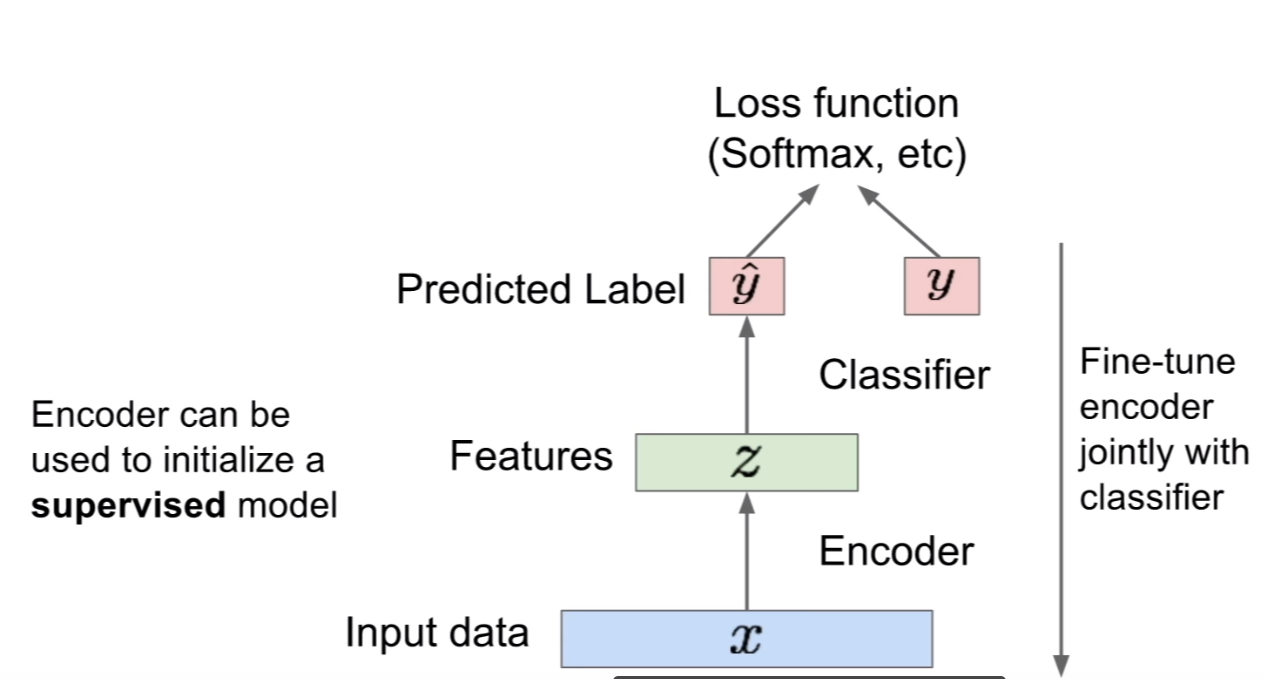 Loss function
(Softmax, etc)
Predicted Label
ŷ
y
Classifier
Fine-tune
encoder
jointly with
classifier
Encoder can be
used to initialize a
supervised model
Features
z
Encoder
Input data
x